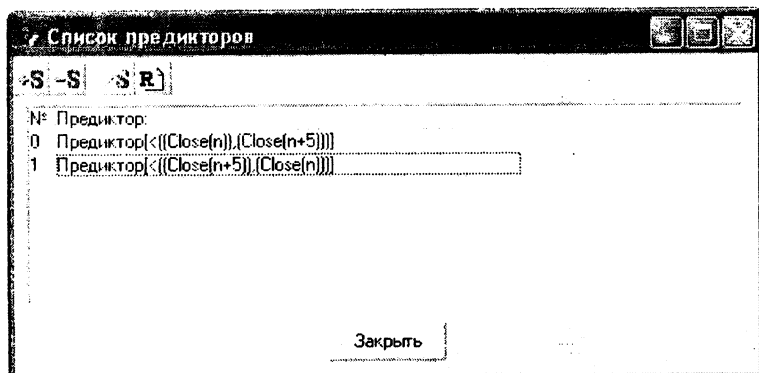 Список предикторов
+S -S -S R
№ Предиктор:
0 Предиктор[<((Close(n)),(Close(n+5)))]
1 Предиктор[<((Close(n+5)),(Close(n)))]
Закрыть